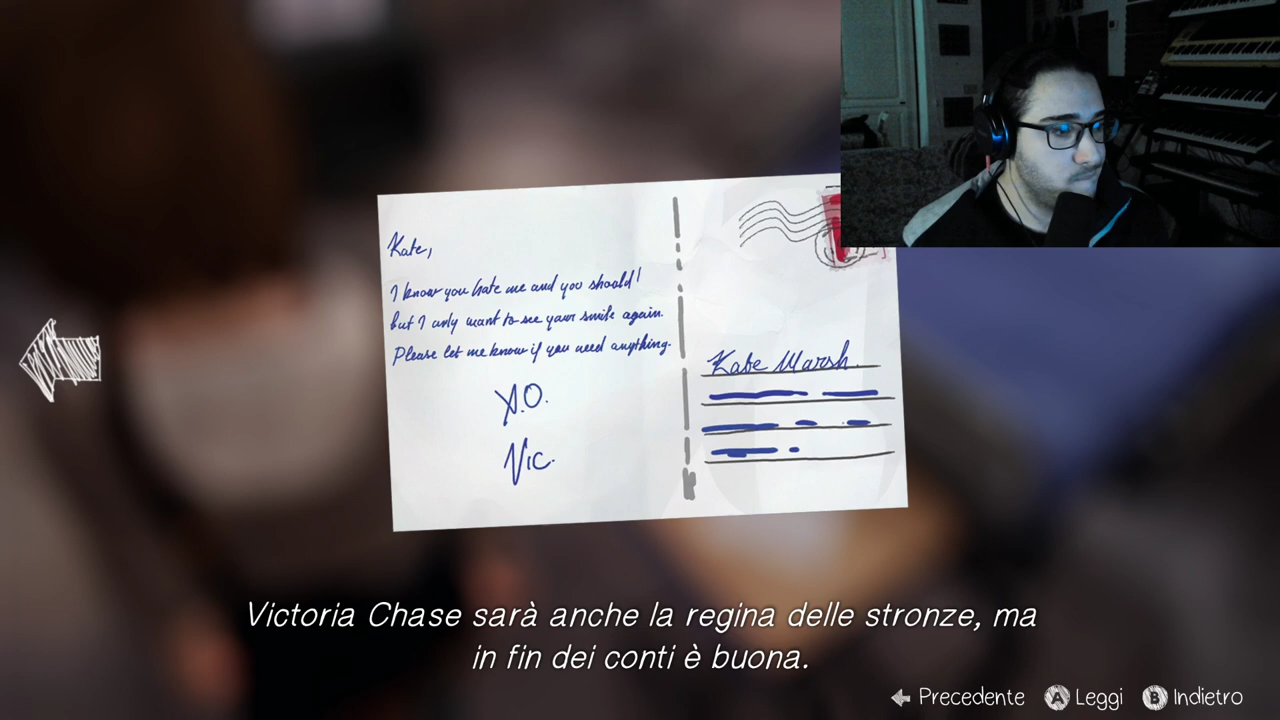 Kate,
I know you hate me and you should!
but I only want to see your smile again.
Please let me know if you need anything.
X.O.
Vic.
Kate Marsh
Victoria Chase sarà anche la regina delle stronze, ma
in fin dei conti è buona.
Precedente A Leggi B Indietro